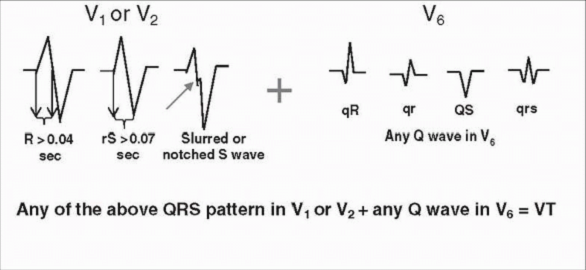 V1 or V2
V6
+
R > 0.04
sec
rS > 0.07
sec
Slurred or
notched S wave
qR
qr
QS
qrs
Any Q wave in V6
Any of the above QRS pattern in V1 or V2 + any Q wave in V6 = VT